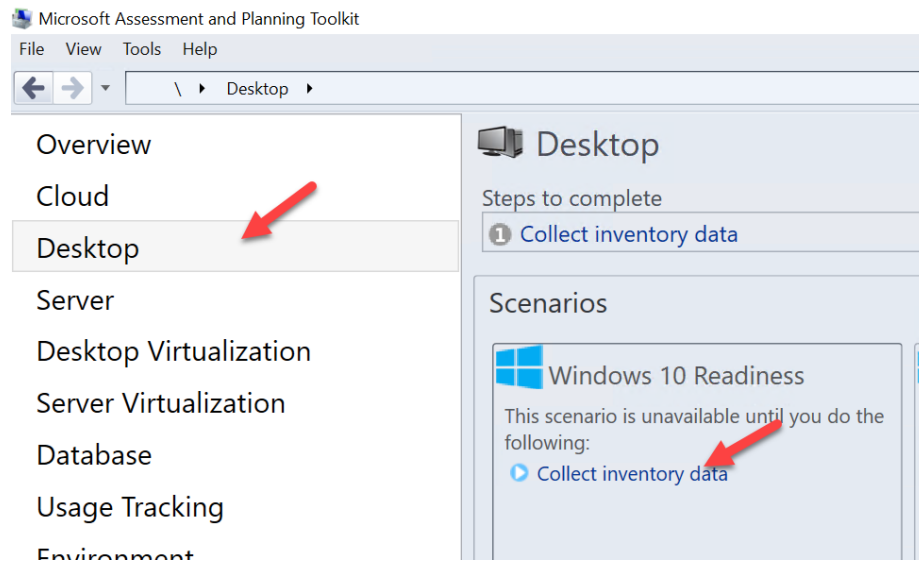 Microsoft Assessment and Planning Toolkit
File View Tools Help
\ Desktop
Overview
Cloud
Desktop
Server
Desktop Virtualization
Server Virtualization
Database
Usage Tracking
Environment
Desktop
Steps to complete
1 Collect inventory data
Scenarios
Windows 10 Readiness
This scenario is unavailable until you do the
following:
Collect inventory data